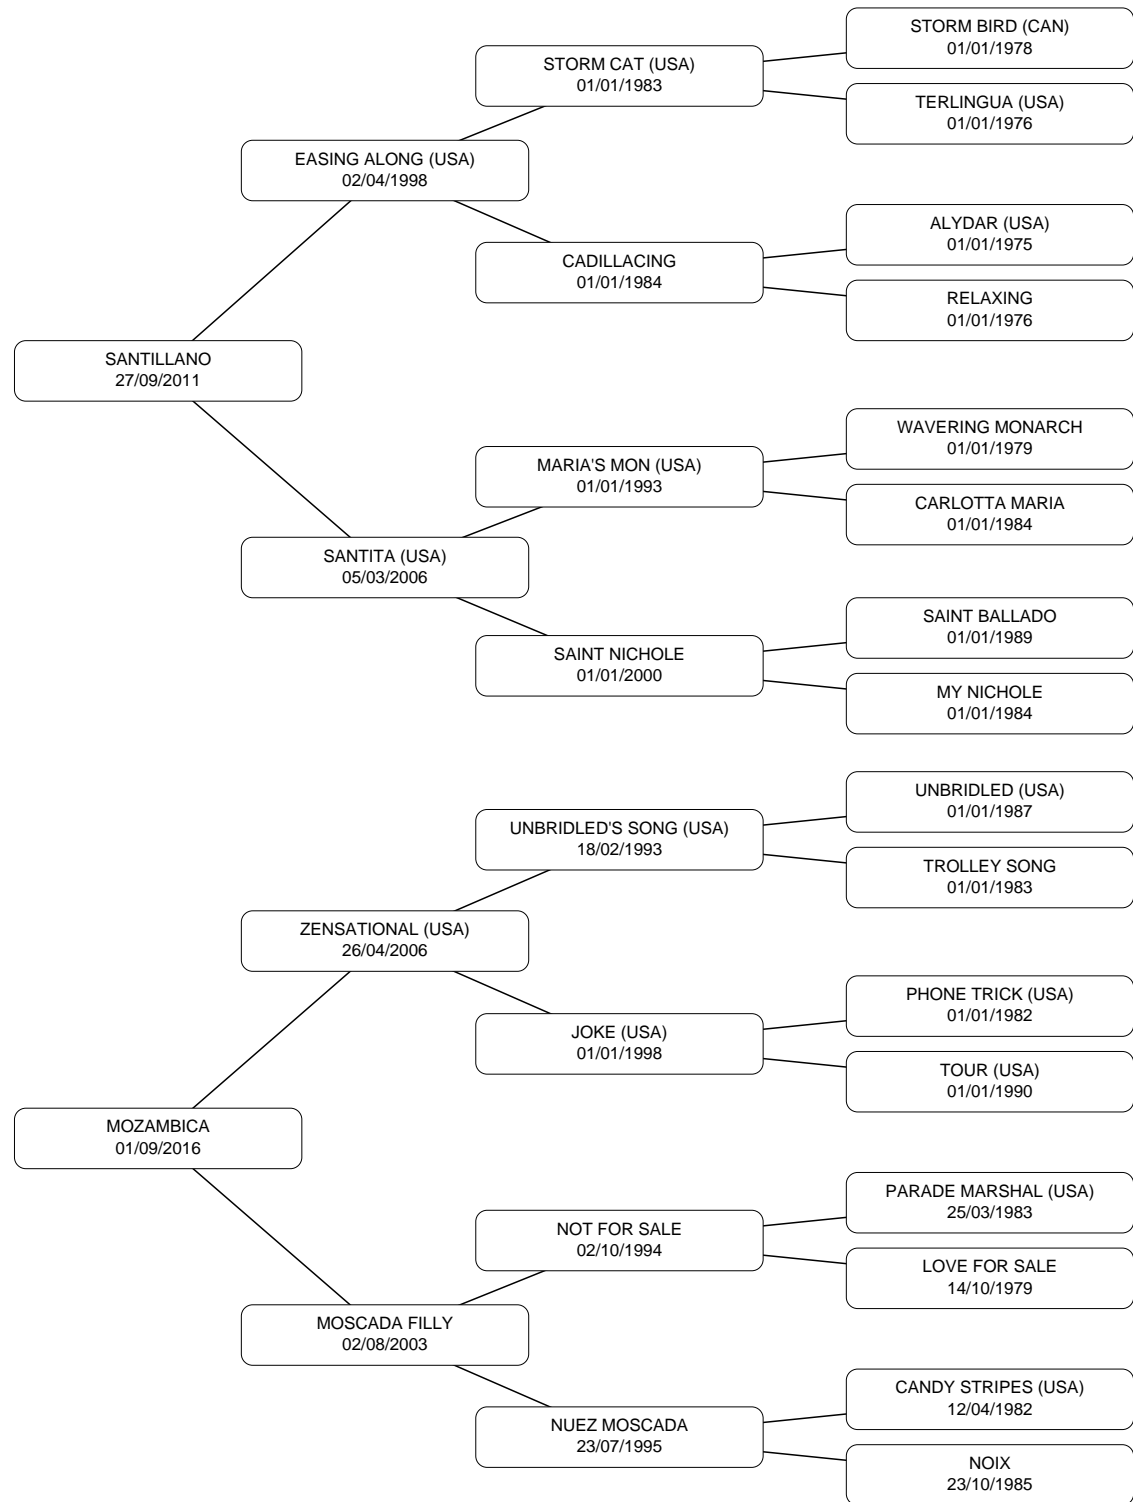 STORM BIRD (CAN)
01/01/1978
STORM CAT (USA)
01/01/1983
TERLINGUA (USA)
01/01/1976
EASING ALONG (USA)
02/04/1998
ALYDAR (USA)
01/01/1975
CADILLACING
01/01/1984
RELAXING
01/01/1976
SANTILLANO
27/09/2011
WAVERING MONARCH
01/01/1979
MARIA'S MON (USA)
01/01/1993
CARLOTTA MARIA
01/01/1984
SANTITA (USA)
05/03/2006
SAINT BALLADO
01/01/1989
SAINT NICHOLE
01/01/2000
MY NICHOLE
01/01/1984
UNBRIDLED (USA)
01/01/1987
UNBRIDLED'S SONG (USA)
18/02/1993
TROLLEY SONG
01/01/1983
ZENSATIONAL (USA)
26/04/2006
PHONE TRICK (USA)
01/01/1982
JOKE (USA)
01/01/1998
TOUR (USA)
01/01/1990
MOZAMBICA
01/09/2016
PARADE MARSHAL (USA)
25/03/1983
NOT FOR SALE
02/10/1994
LOVE FOR SALE
14/10/1979
MOSCADA FILLY
02/08/2003
CANDY STRIPES (USA)
12/04/1982
NUEZ MOSCADA
23/07/1995
NOIX
23/10/1985